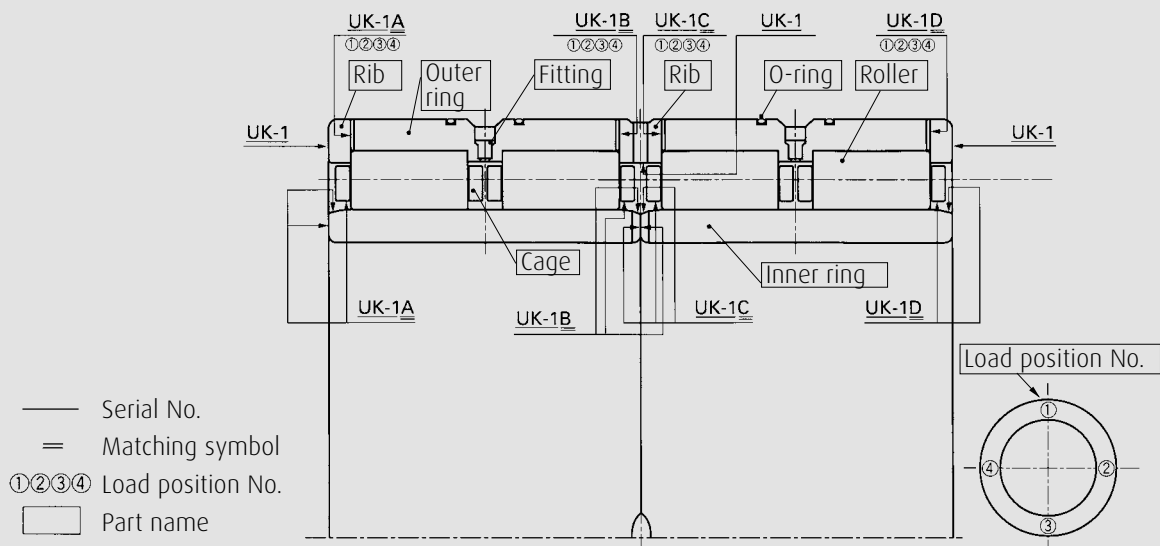 UK-1A UK-1B UK-1C UK-1 UK-1D
①②③④ ①②③④ ①②③④ ①②③④
Rib Outer ring Fitting Rib O-ring Roller
UK-1 UK-1
Cage Inner ring
UK-1A UK-1B UK-1C UK-1D
Load position No.
①
④ ②
③
Serial No.
Matching symbol
①②③④ Load position No.
Part name